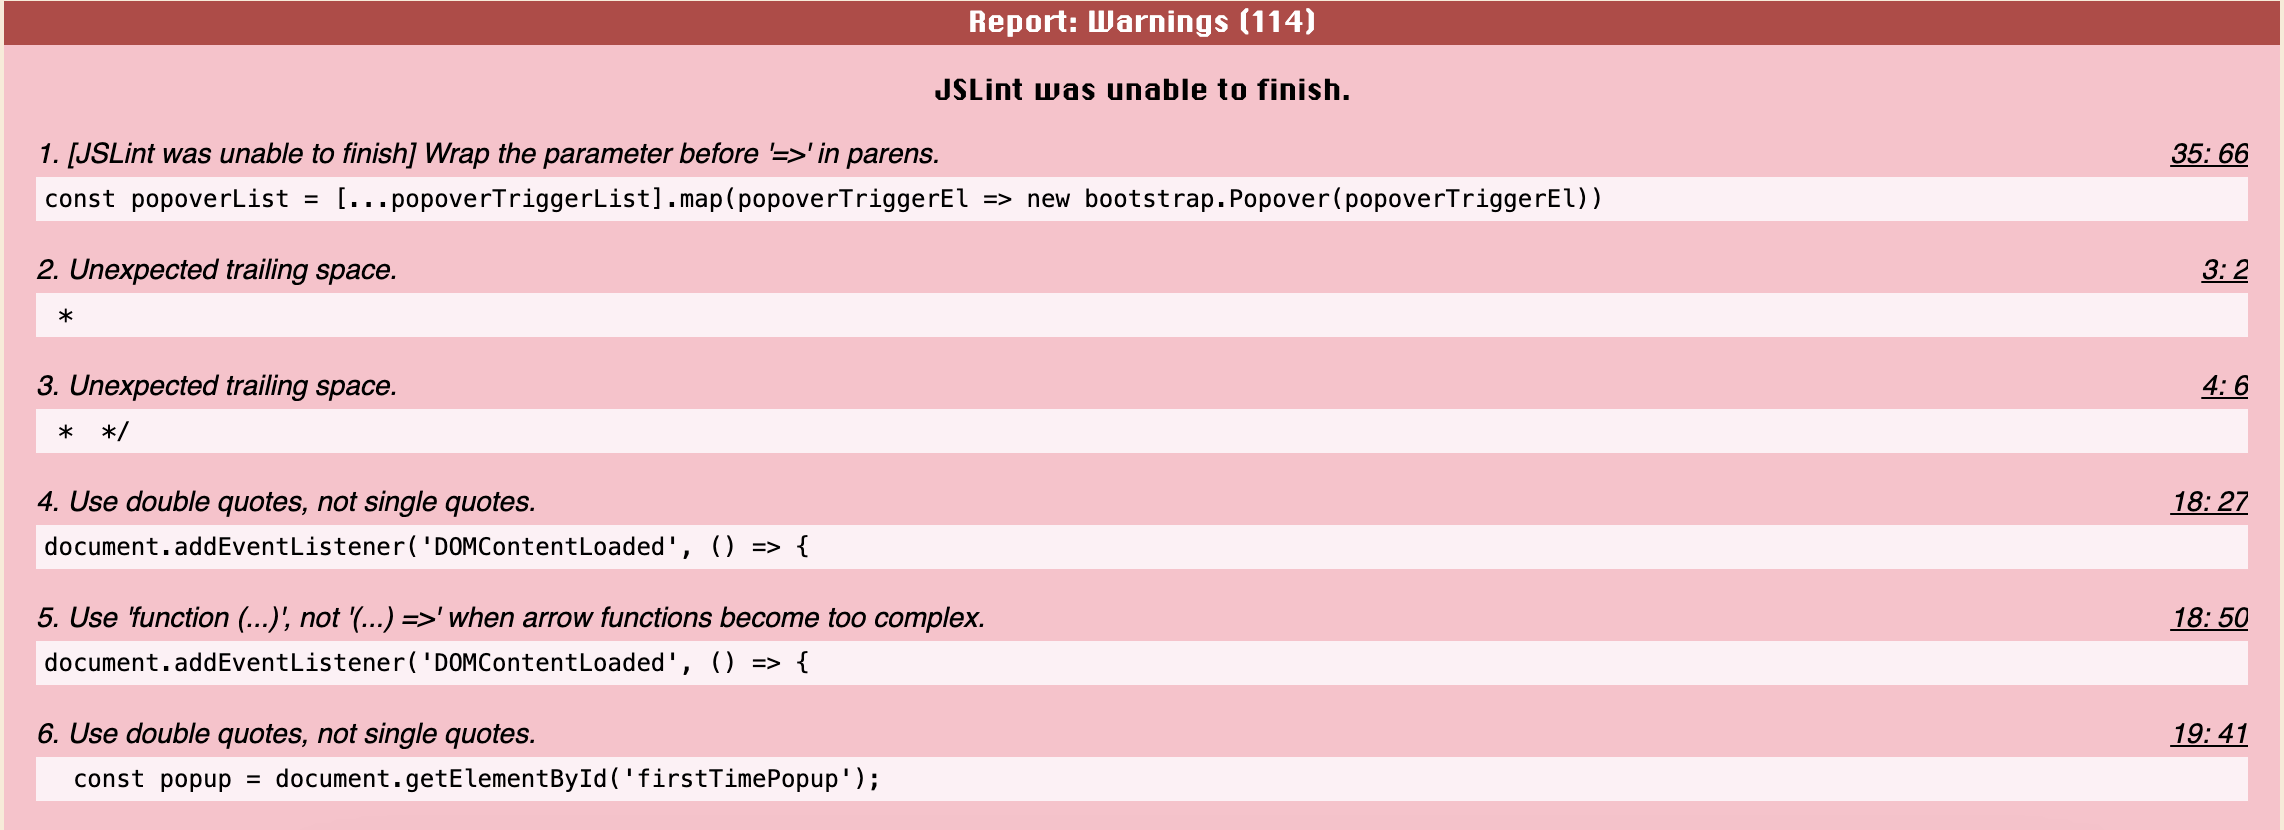 Report: Warnings (114)
JSLint was unable to finish.
1. [JSLint was unable to finish] Wrap the parameter before '=>' in parens. 35: 66
const popoverList = [...popoverTriggerList].map(popoverTriggerEl => new bootstrap.Popover(popoverTriggerEl))
2. Unexpected trailing space. 3: 2
 *
3. Unexpected trailing space. 4: 6
 *  */
4. Use double quotes, not single quotes. 18: 27
document.addEventListener('DOMContentLoaded', () => {
5. Use 'function (...)', not '(...) =>' when arrow functions become too complex. 18: 50
document.addEventListener('DOMContentLoaded', () => {
6. Use double quotes, not single quotes. 19: 41
  const popup = document.getElementById('firstTimePopup');